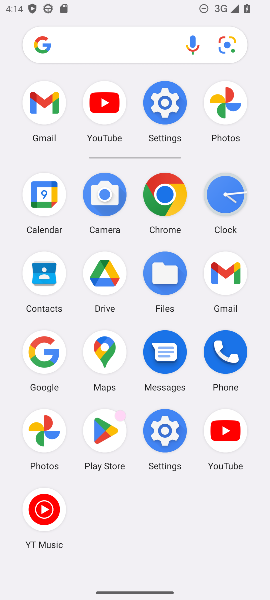 4:14
3G
Gmail YouTube Settings Photos
9
Calendar Camera Chrome Clock
Contacts Drive Files Gmail
Google Maps Messages Phone
Photos Play Store Settings YouTube
YT Music